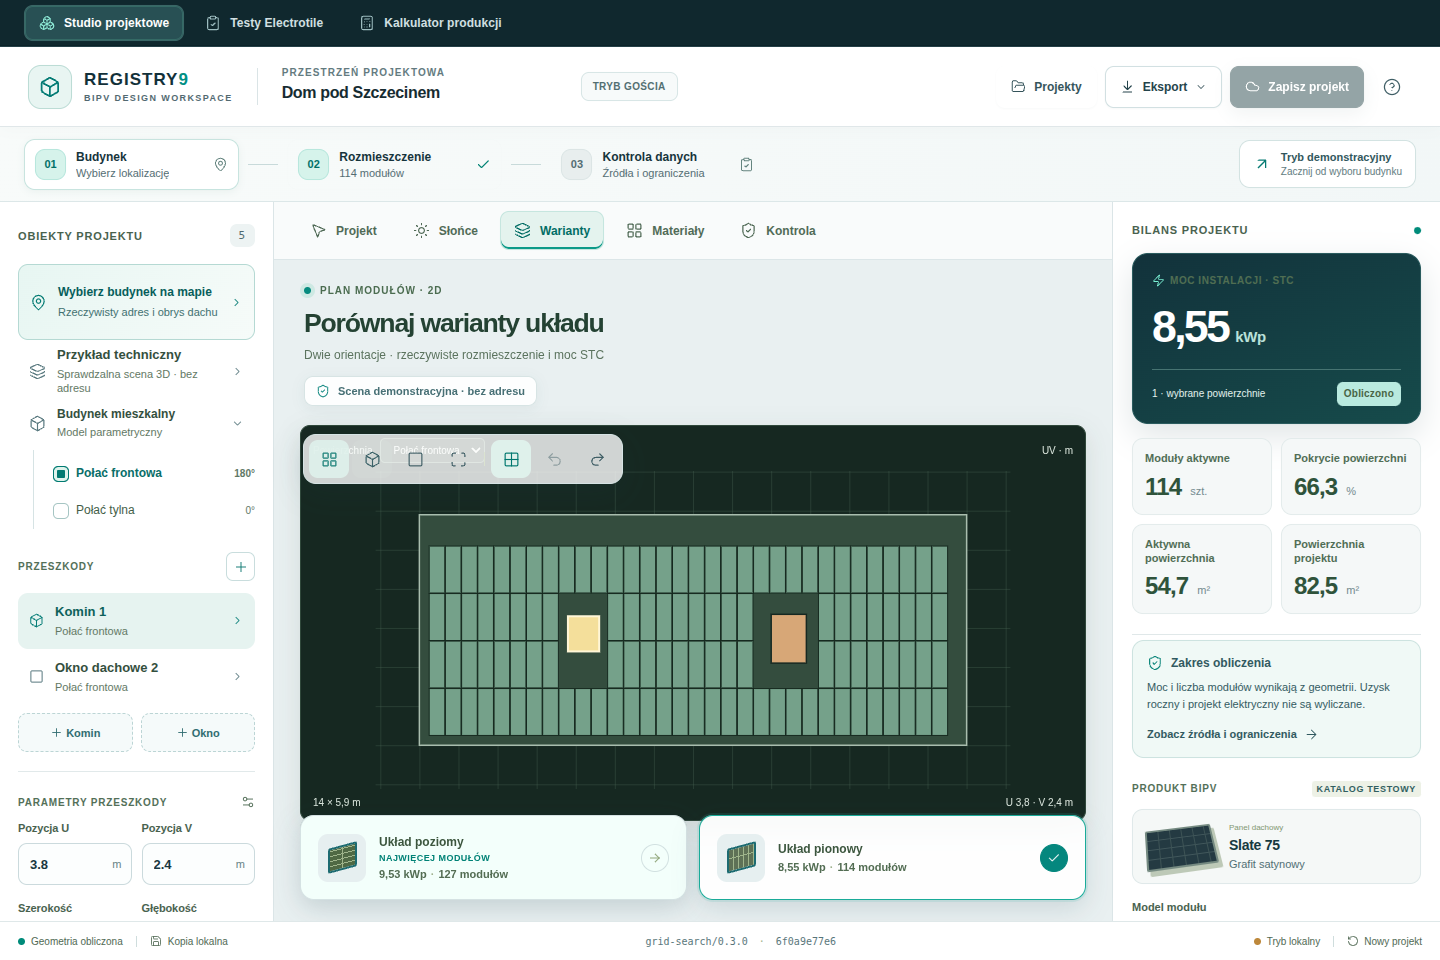 Studio projektowe
Testy Electrotile
Kalkulator produkcji
REGISTRY9
BIPV DESIGN WORKSPACE
PRZESTRZEŃ PROJEKTOWA
Dom pod Szczecinem
TRYB GOŚCIA
Projekty
Eksport
Zapisz projekt
01
Budynek
Wybierz lokalizację
02
Rozmieszczenie
114 modułów
03
Kontrola danych
Źródła i ograniczenia
Tryb demonstracyjny
Zacznij od wyboru budynku
OBIEKTY PROJEKTU
5
Wybierz budynek na mapie
Rzeczywisty adres i obrys dachu
Przykład techniczny
Sprawdzalna scena 3D · bez
adresu
Budynek mieszkalny
Model parametryczny
Połać frontowa
180°
Połać tylna
0°
PRZESZKODY
Komin 1
Połać frontowa
Okno dachowe 2
Połać frontowa
Komin
Okno
PARAMETRY PRZESZKODY
Pozycja U
Pozycja V
3.8
m
2.4
m
Szerokość
Głębokość
Projekt
Słońce
Warianty
Materiały
Kontrola
PLAN MODUŁÓW · 2D
Porównaj warianty układu
Dwie orientacje · rzeczywiste rozmieszczenie i moc STC
Scena demonstracyjna · bez adresu
Połać frontowa
UV · m
14 × 5,9 m
U 3,8 · V 2,4 m
Układ poziomy
NAJWIĘCEJ MODUŁÓW
9,53 kWp · 127 modułów
Układ pionowy
8,55 kWp · 114 modułów
BILANS PROJEKTU
MOC INSTALACJI · STC
8,55 kWp
1 · wybrane powierzchnie
Obliczono
Moduły aktywne
114 szt.
Pokrycie powierzchni
66,3 %
Aktywna
powierzchnia
54,7 m²
Powierzchnia
projektu
82,5 m²
Zakres obliczenia
Moc i liczba modułów wynikają z geometrii. Uzysk
roczny i projekt elektryczny nie są wyliczane.
Zobacz źródła i ograniczenia
PRODUKT BIPV
KATALOG TESTOWY
Panel dachowy
Slate 75
Grafit satynowy
Model modułu
Geometria obliczona
Kopia lokalna
grid-search/0.3.0 · 6f0a9e77e6
Tryb lokalny
Nowy projekt